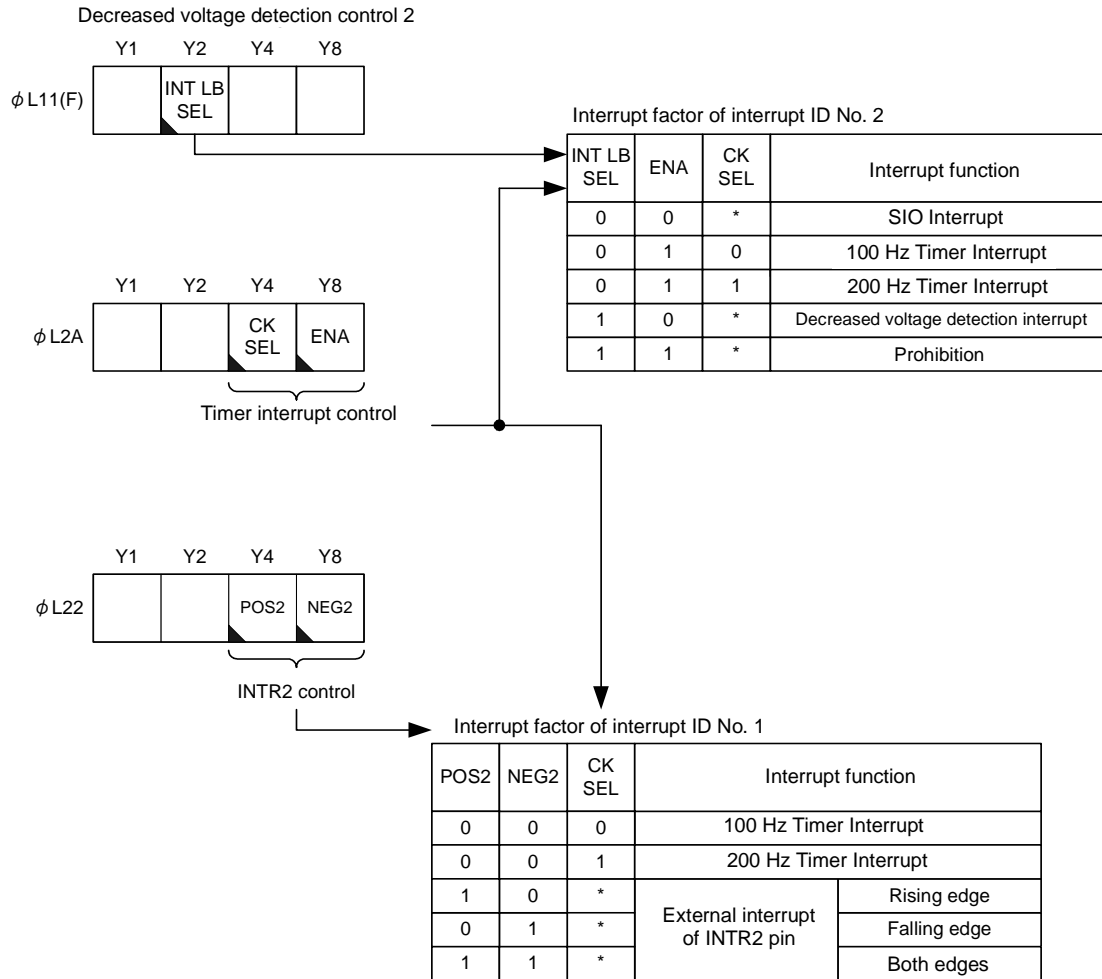 Decreased voltage detection control 2
Y1 Y2 Y4 Y8
φL11(F)
INT LB
SEL
Interrupt factor of interrupt ID No. 2
INT LB
SEL
ENA
CK
SEL
Interrupt function
0 0 * SIO Interrupt
0 1 0 100 Hz Timer Interrupt
0 1 1 200 Hz Timer Interrupt
1 0 * Decreased voltage detection interrupt
1 1 * Prohibition
Y1 Y2 Y4 Y8
φL2A
CK
SEL
ENA
Timer interrupt control
Y1 Y2 Y4 Y8
φL22
POS2 NEG2
INTR2 control
Interrupt factor of interrupt ID No. 1
POS2 NEG2
CK
SEL
Interrupt function
0 0 0 100 Hz Timer Interrupt
0 0 1 200 Hz Timer Interrupt
1 0 * Rising edge
External interrupt
of INTR2 pin
0 1 * Falling edge
1 1 * Both edges